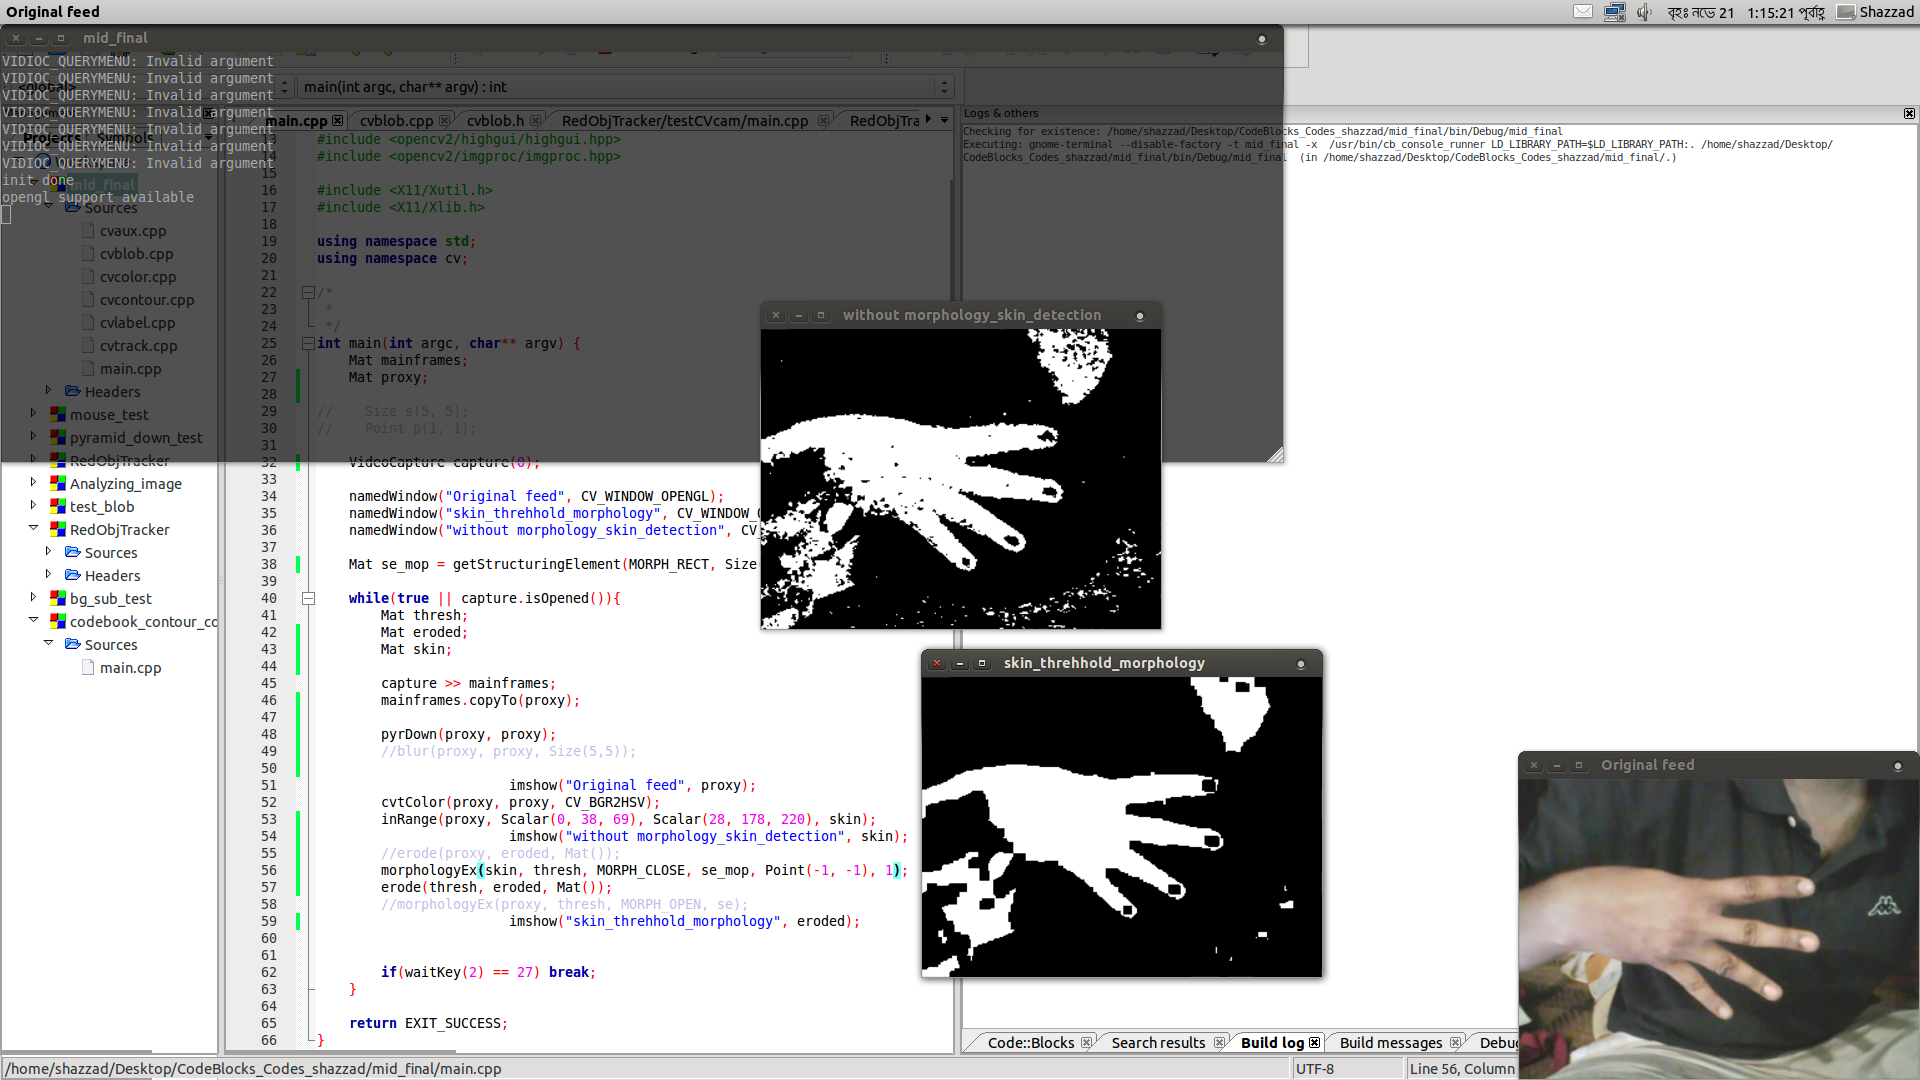 Original feed
বৃহঃ নভে 21 1:15:21 পূর্বাহ্ণ Shazzad
mid_final
VIDIOC_QUERYMENU: Invalid argument
VIDIOC_QUERYMENU: Invalid argument
VIDIOC_QUERYMENU: Invalid argument
VIDIOC_QUERYMENU: Invalid argument
VIDIOC_QUERYMENU: Invalid argument
VIDIOC_QUERYMENU: Invalid argument
VIDIOC_QUERYMENU: Invalid argument
init done
opengl support available
<global>
main(int argc, char** argv) : int
Projects Symbols
mid_final
Sources
cvaux.cpp
cvblob.cpp
cvcolor.cpp
cvcontour.cpp
cvlabel.cpp
cvtrack.cpp
main.cpp
Headers
mouse_test
pyramid_down_test
RedObjTracker
Analyzing_image
test_blob
RedObjTracker
Sources
Headers
bg_sub_test
codebook_contour_cc
Sources
main.cpp
main.cpp cvblob.cpp cvblob.h RedObjTracker/testCVcam/main.cpp RedObjTra
13 #include <opencv2/highgui/highgui.hpp>
14 #include <opencv2/imgproc/imgproc.hpp>
15
16 #include <X11/Xutil.h>
17 #include <X11/Xlib.h>
18
19 using namespace std;
20 using namespace cv;
21
22 /*
23 *
24 */
25 int main(int argc, char** argv) {
26 Mat mainframes;
27 Mat proxy;
28
29 // Size s(5, 5);
30 // Point p(1, 1);
31
32 VideoCapture capture(0);
33
34 namedWindow("Original feed", CV_WINDOW_OPENGL);
35 namedWindow("skin_threhhold_morphology", CV_WINDOW_
36 namedWindow("without morphology_skin_detection", CV_
37
38 Mat se_mop = getStructuringElement(MORPH_RECT, Size
39
40 while(true || capture.isOpened()){
41 Mat thresh;
42 Mat eroded;
43 Mat skin;
44
45 capture >> mainframes;
46 mainframes.copyTo(proxy);
47
48 pyrDown(proxy, proxy);
49 //blur(proxy, proxy, Size(5,5));
50
51 imshow("Original feed", proxy);
52 cvtColor(proxy, proxy, CV_BGR2HSV);
53 inRange(proxy, Scalar(0, 38, 69), Scalar(28, 178, 220), skin);
54 imshow("without morphology_skin_detection", skin);
55 //erode(proxy, eroded, Mat());
56 morphologyEx(skin, thresh, MORPH_CLOSE, se_mop, Point(-1, -1), 1);
57 erode(thresh, eroded, Mat());
58 //morphologyEx(proxy, thresh, MORPH_OPEN, se);
59 imshow("skin_threhhold_morphology", eroded);
60
61
62 if(waitKey(2) == 27) break;
63 }
64
65 return EXIT_SUCCESS;
66 }
Logs & others
Checking for existence: /home/shazzad/Desktop/CodeBlocks_Codes_shazzad/mid_final/bin/Debug/mid_final
Executing: gnome-terminal --disable-factory -t mid_final -x /usr/bin/cb_console_runner LD_LIBRARY_PATH=$LD_LIBRARY_PATH:. /home/shazzad/Desktop/
CodeBlocks_Codes_shazzad/mid_final/bin/Debug/mid_final (in /home/shazzad/Desktop/CodeBlocks_Codes_shazzad/mid_final/.)
without morphology_skin_detection
skin_threhhold_morphology
Original feed
Code::Blocks Search results Build log Build messages Debug
/home/shazzad/Desktop/CodeBlocks_Codes_shazzad/mid_final/main.cpp
UTF-8
Line 56, Column